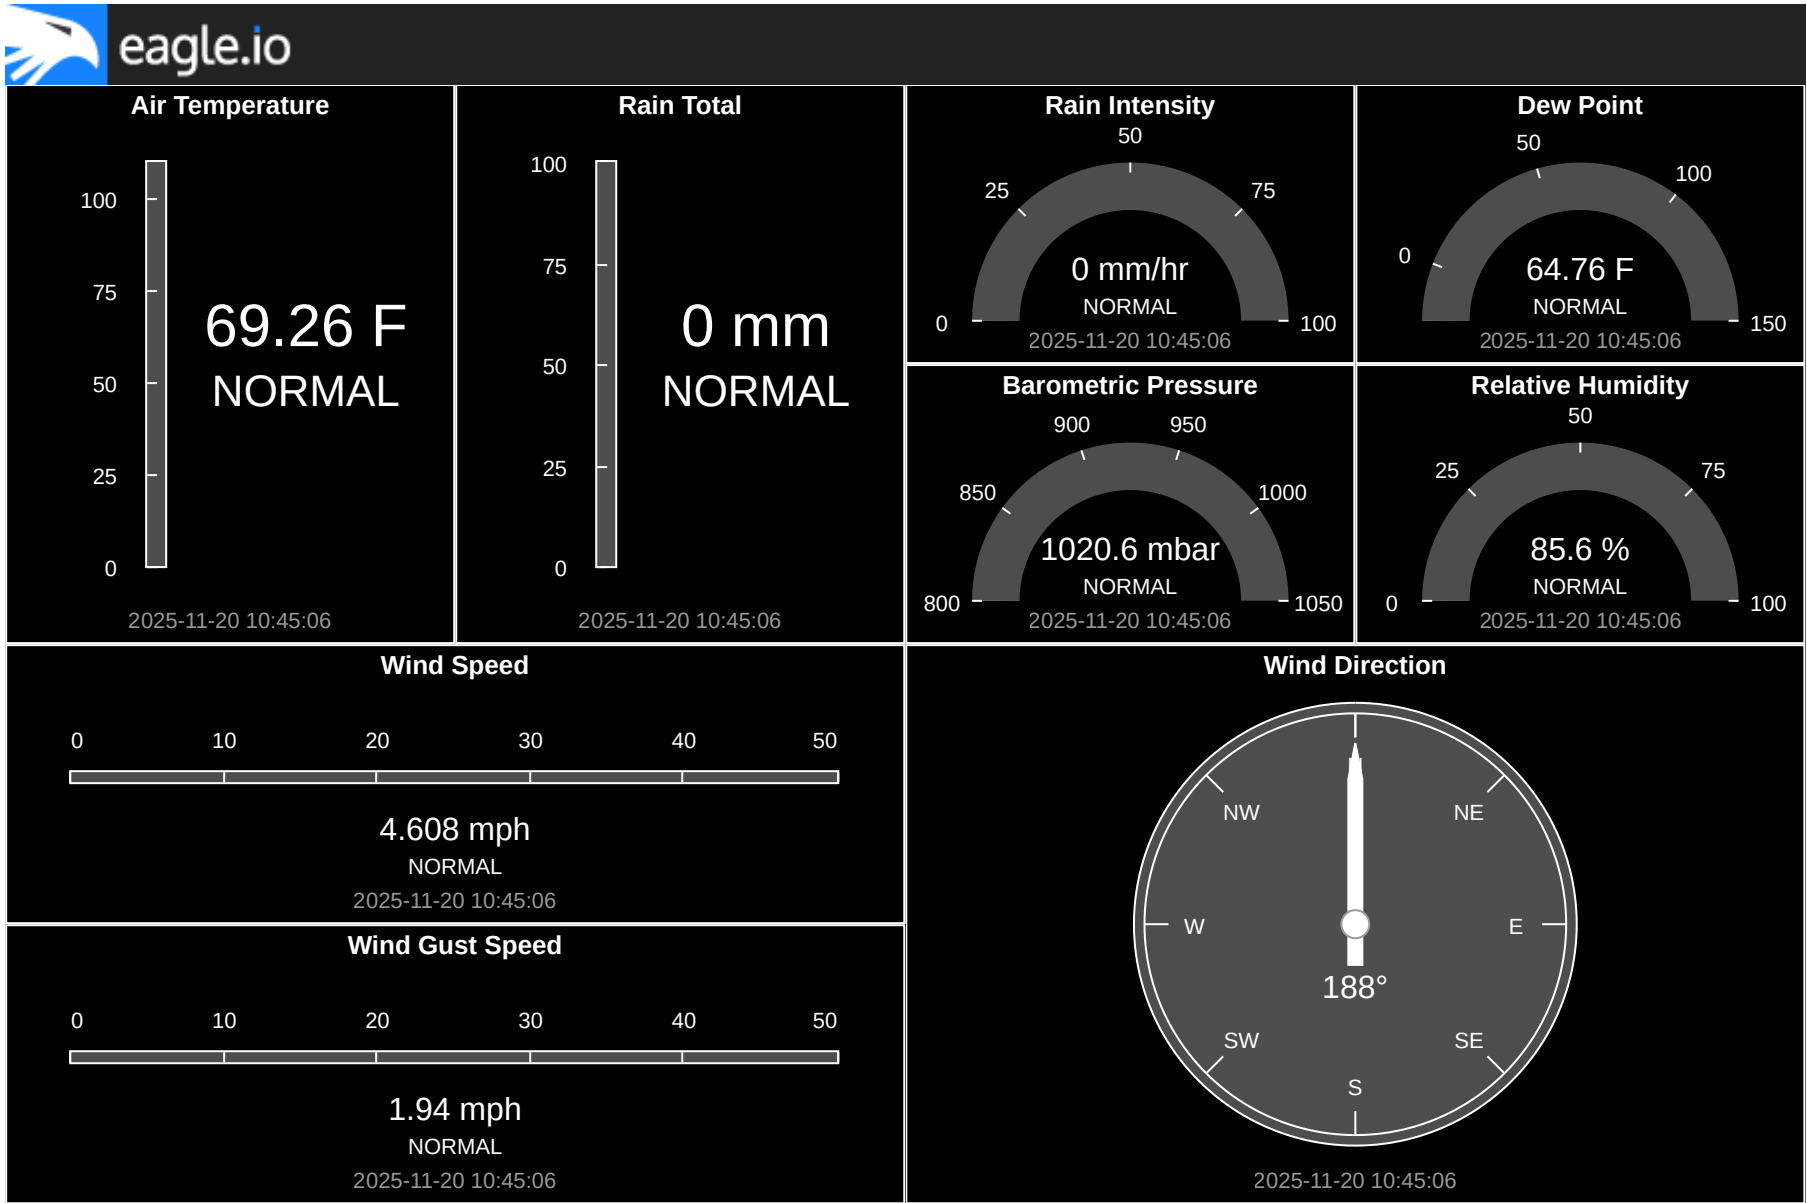 eagle.io
Air Temperature
100
75
50
25
0
69.26 F
NORMAL
2025-11-20 10:45:06
Rain Total
100
75
50
25
0
0 mm
NORMAL
2025-11-20 10:45:06
Rain Intensity
50
25
75
0
100
0 mm/hr
NORMAL
2025-11-20 10:45:06
Dew Point
50
100
0
150
64.76 F
NORMAL
2025-11-20 10:45:06
Barometric Pressure
900
950
850
1000
800
1050
1020.6 mbar
NORMAL
2025-11-20 10:45:06
Relative Humidity
50
25
75
0
100
85.6 %
NORMAL
2025-11-20 10:45:06
Wind Speed
0 10 20 30 40 50
4.608 mph
NORMAL
2025-11-20 10:45:06
Wind Gust Speed
0 10 20 30 40 50
1.94 mph
NORMAL
2025-11-20 10:45:06
Wind Direction
NW NE
W E
188°
SW SE
S
2025-11-20 10:45:06